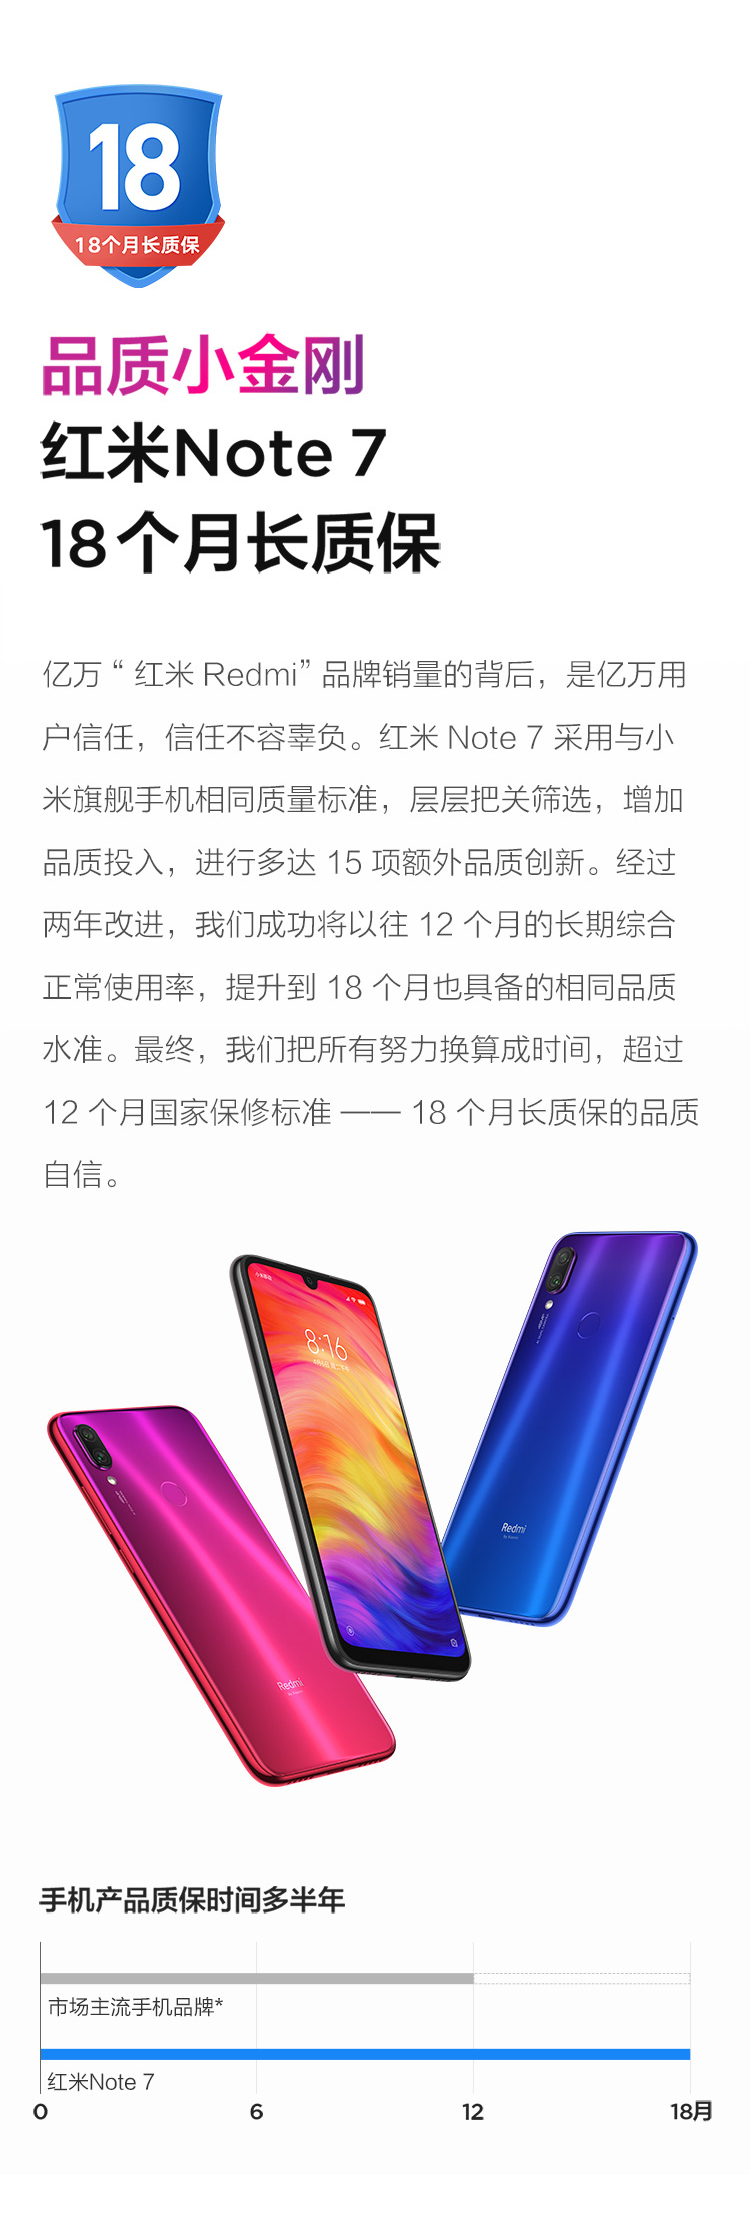 18
18个月长质保
品质小金刚
红米Note 7
18个月长质保
亿万 “ 红米 Redmi” 品牌销量的背后，是亿万用
户信任，信任不容辜负。红米 Note 7 采用与小
米旗舰手机相同质量标准，层层把关筛选，增加
品质投入，进行多达 15 项额外品质创新。经过
两年改进，我们成功将以往 12 个月的长期综合
正常使用率，提升到 18 个月也具备的相同品质
水准。最终，我们把所有努力换算成时间，超过
12 个月国家保修标准 —— 18 个月长质保的品质
自信。
8:16
Redmi
Redmi
手机产品质保时间多半年
市场主流手机品牌*
红米Note 7
0 6 12 18月